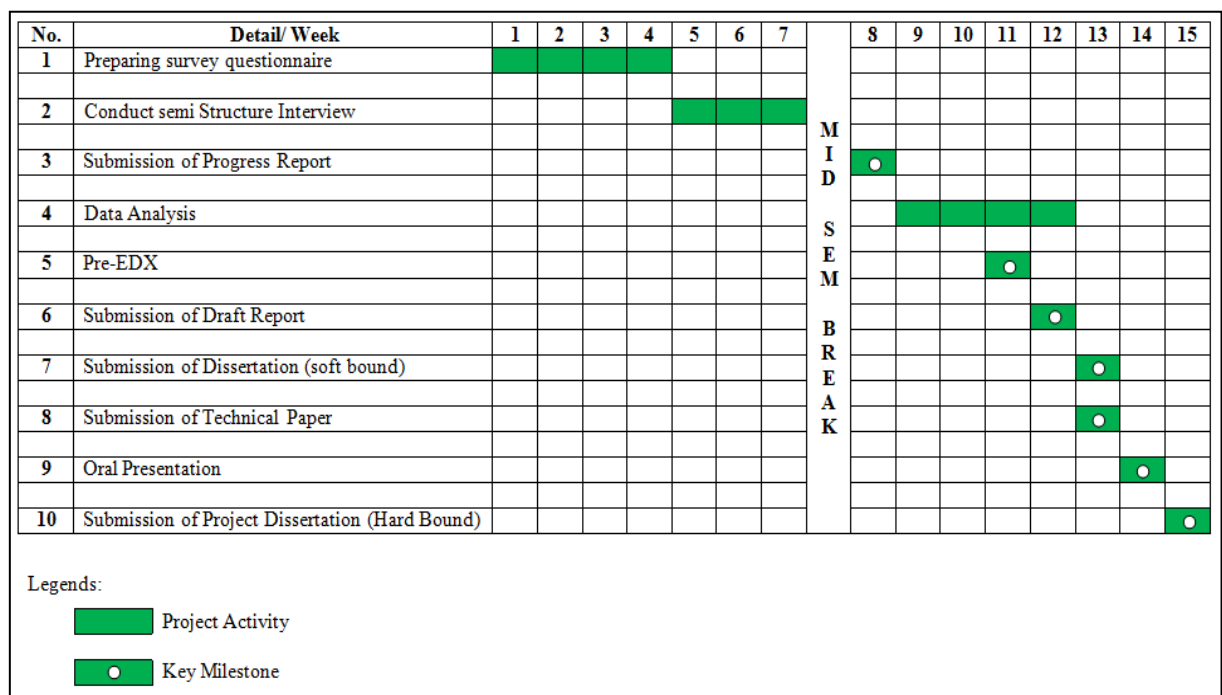 No. Detail/ Week 1 2 3 4 5 6 7 8 9 10 11 12 13 14 15
1 Preparing survey questionnaire
2 Conduct semi Structure Interview
3 Submission of Progress Report
4 Data Analysis
5 Pre-EDX
6 Submission of Draft Report
7 Submission of Dissertation (soft bound)
8 Submission of Technical Paper
9 Oral Presentation
10 Submission of Project Dissertation (Hard Bound)
MID SEM BREAK
Legends:
Project Activity
Key Milestone